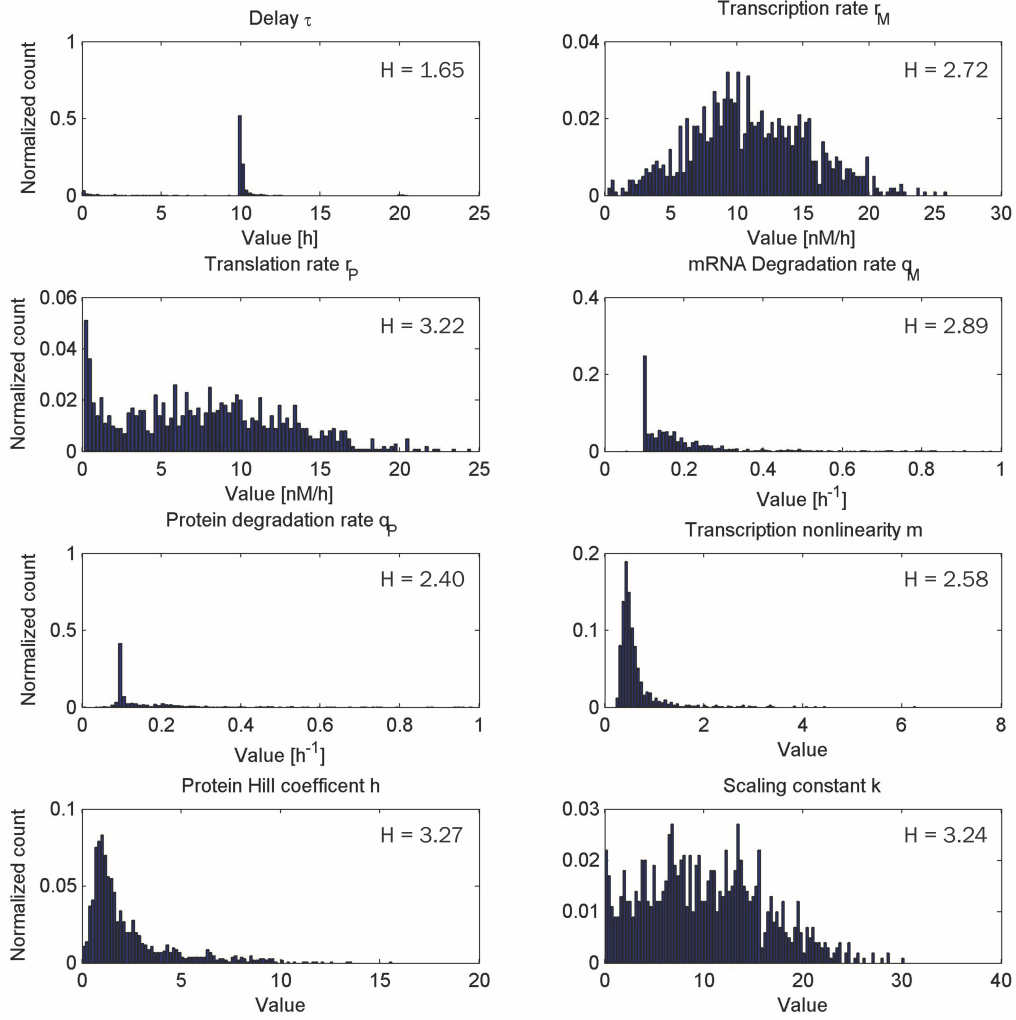 Delay τ
Normalized count
1
0.5
0
H = 1.65
0 5 10 15 20 25
Value [h]
Transcription rate r_M
0.04
0.02
0
H = 2.72
0 5 10 15 20 25 30
Value [nM/h]
Translation rate r_P
Normalized count
0.06
0.04
0.02
0
H = 3.22
0 5 10 15 20 25
Value [nM/h]
mRNA Degradation rate q_M
0.4
0.2
0
H = 2.89
0 0.2 0.4 0.6 0.8 1
Value [h⁻¹]
Protein degradation rate q_P
Normalized count
1
0.5
0
H = 2.40
0 0.2 0.4 0.6 0.8 1
Value [h⁻¹]
Transcription nonlinearity m
0.2
0.1
0
H = 2.58
0 2 4 6 8
Value
Protein Hill coefficent h
Normalized count
0.1
0.05
0
H = 3.27
0 5 10 15 20
Value
Scaling constant k
0.03
0.02
0.01
0
H = 3.24
0 10 20 30 40
Value